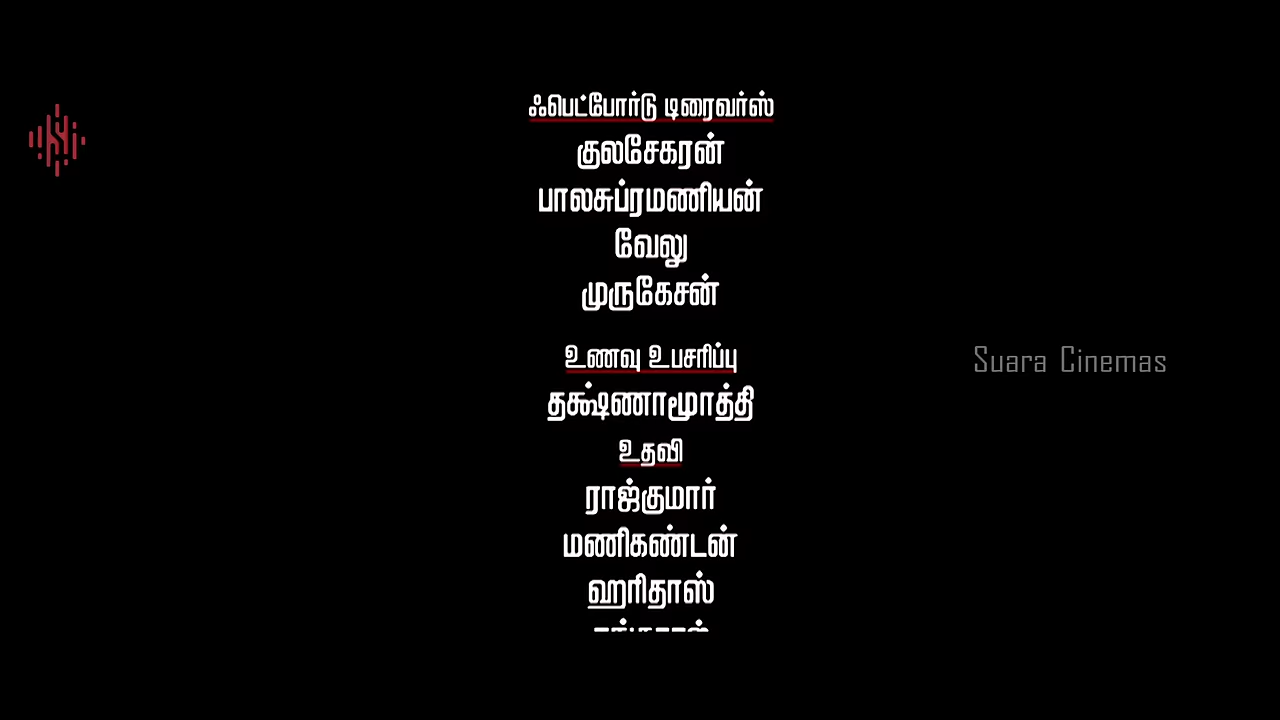 ஃபெட்போர்டு டிரைவர்ஸ்
குலசேகரன்
பாலசுப்ரமணியன்
வேலு
முருகேசன்
உணவு உபசரிப்பு
தக்ஷ்ணாமூர்த்தி
Suara Cinemas
உதவி
ராஜ்குமார்
மணிகண்டன்
ஹரிதாஸ்